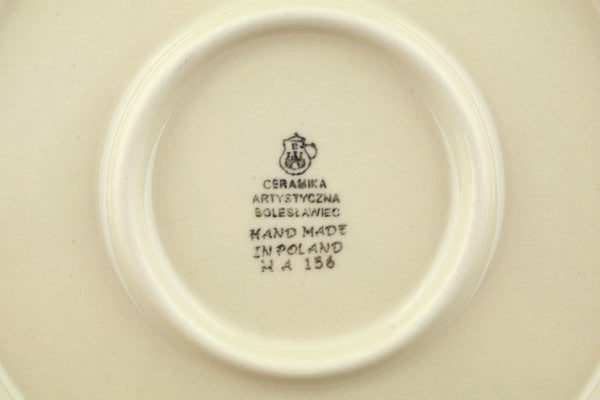 CERAMIKA
ARTYSTYCZNA
BOLESŁAWIEC
HAND MADE
IN POLAND
H A 156